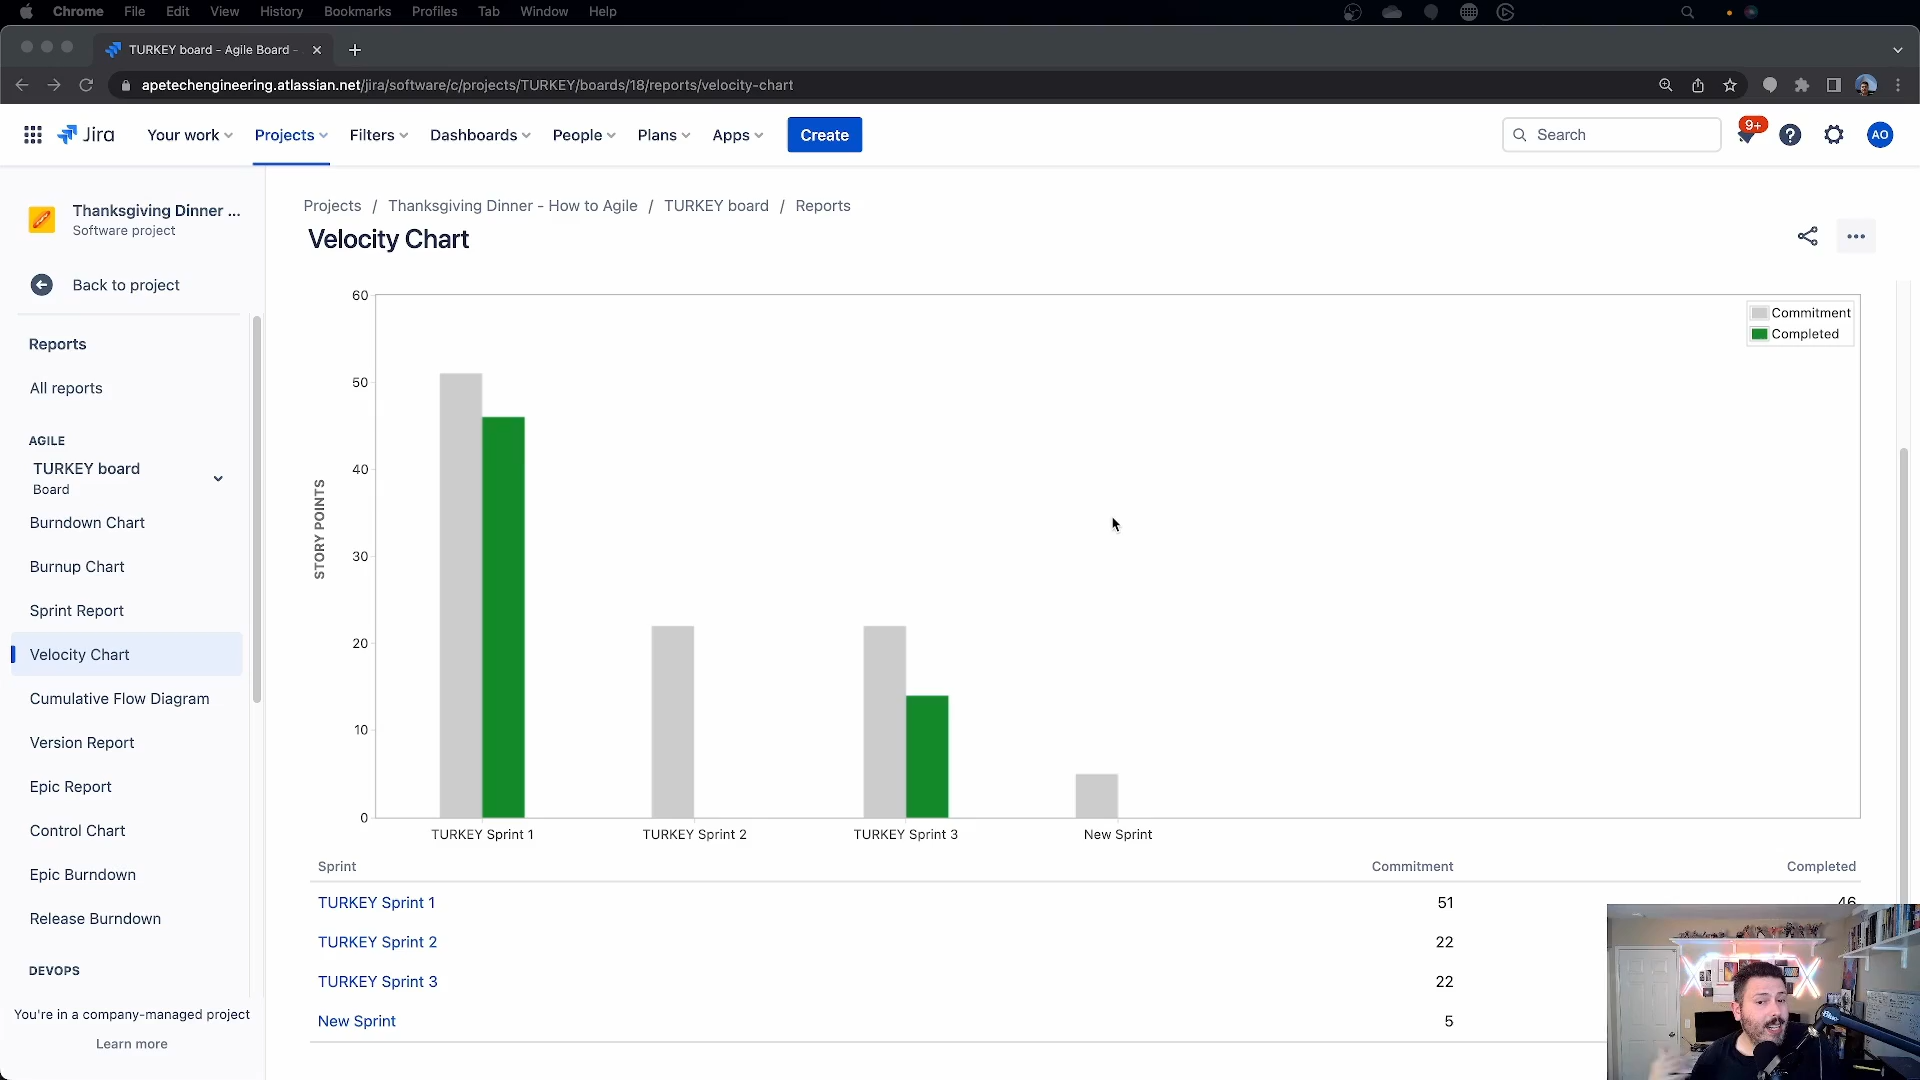 Chrome File Edit View History Bookmarks Profiles Tab Window Help
TURKEY board - Agile Board -
apetechengineering.atlassian.net/jira/software/c/projects/TURKEY/boards/18/reports/velocity-chart
Jira Your work Projects Filters Dashboards People Plans Apps Create Search 9+ AO
Thanksgiving Dinner ...
Software project
Back to project
Reports
All reports
AGILE
TURKEY board
Board
Burndown Chart
Burnup Chart
Sprint Report
Velocity Chart
Cumulative Flow Diagram
Version Report
Epic Report
Control Chart
Epic Burndown
Release Burndown
DEVOPS
You're in a company-managed project
Learn more
Projects / Thanksgiving Dinner - How to Agile / TURKEY board / Reports
Velocity Chart
60
50
40
30
20
10
0
STORY POINTS
Commitment
Completed
TURKEY Sprint 1 TURKEY Sprint 2 TURKEY Sprint 3 New Sprint
Sprint Commitment Completed
TURKEY Sprint 1 51 46
TURKEY Sprint 2 22
TURKEY Sprint 3 22
New Sprint 5